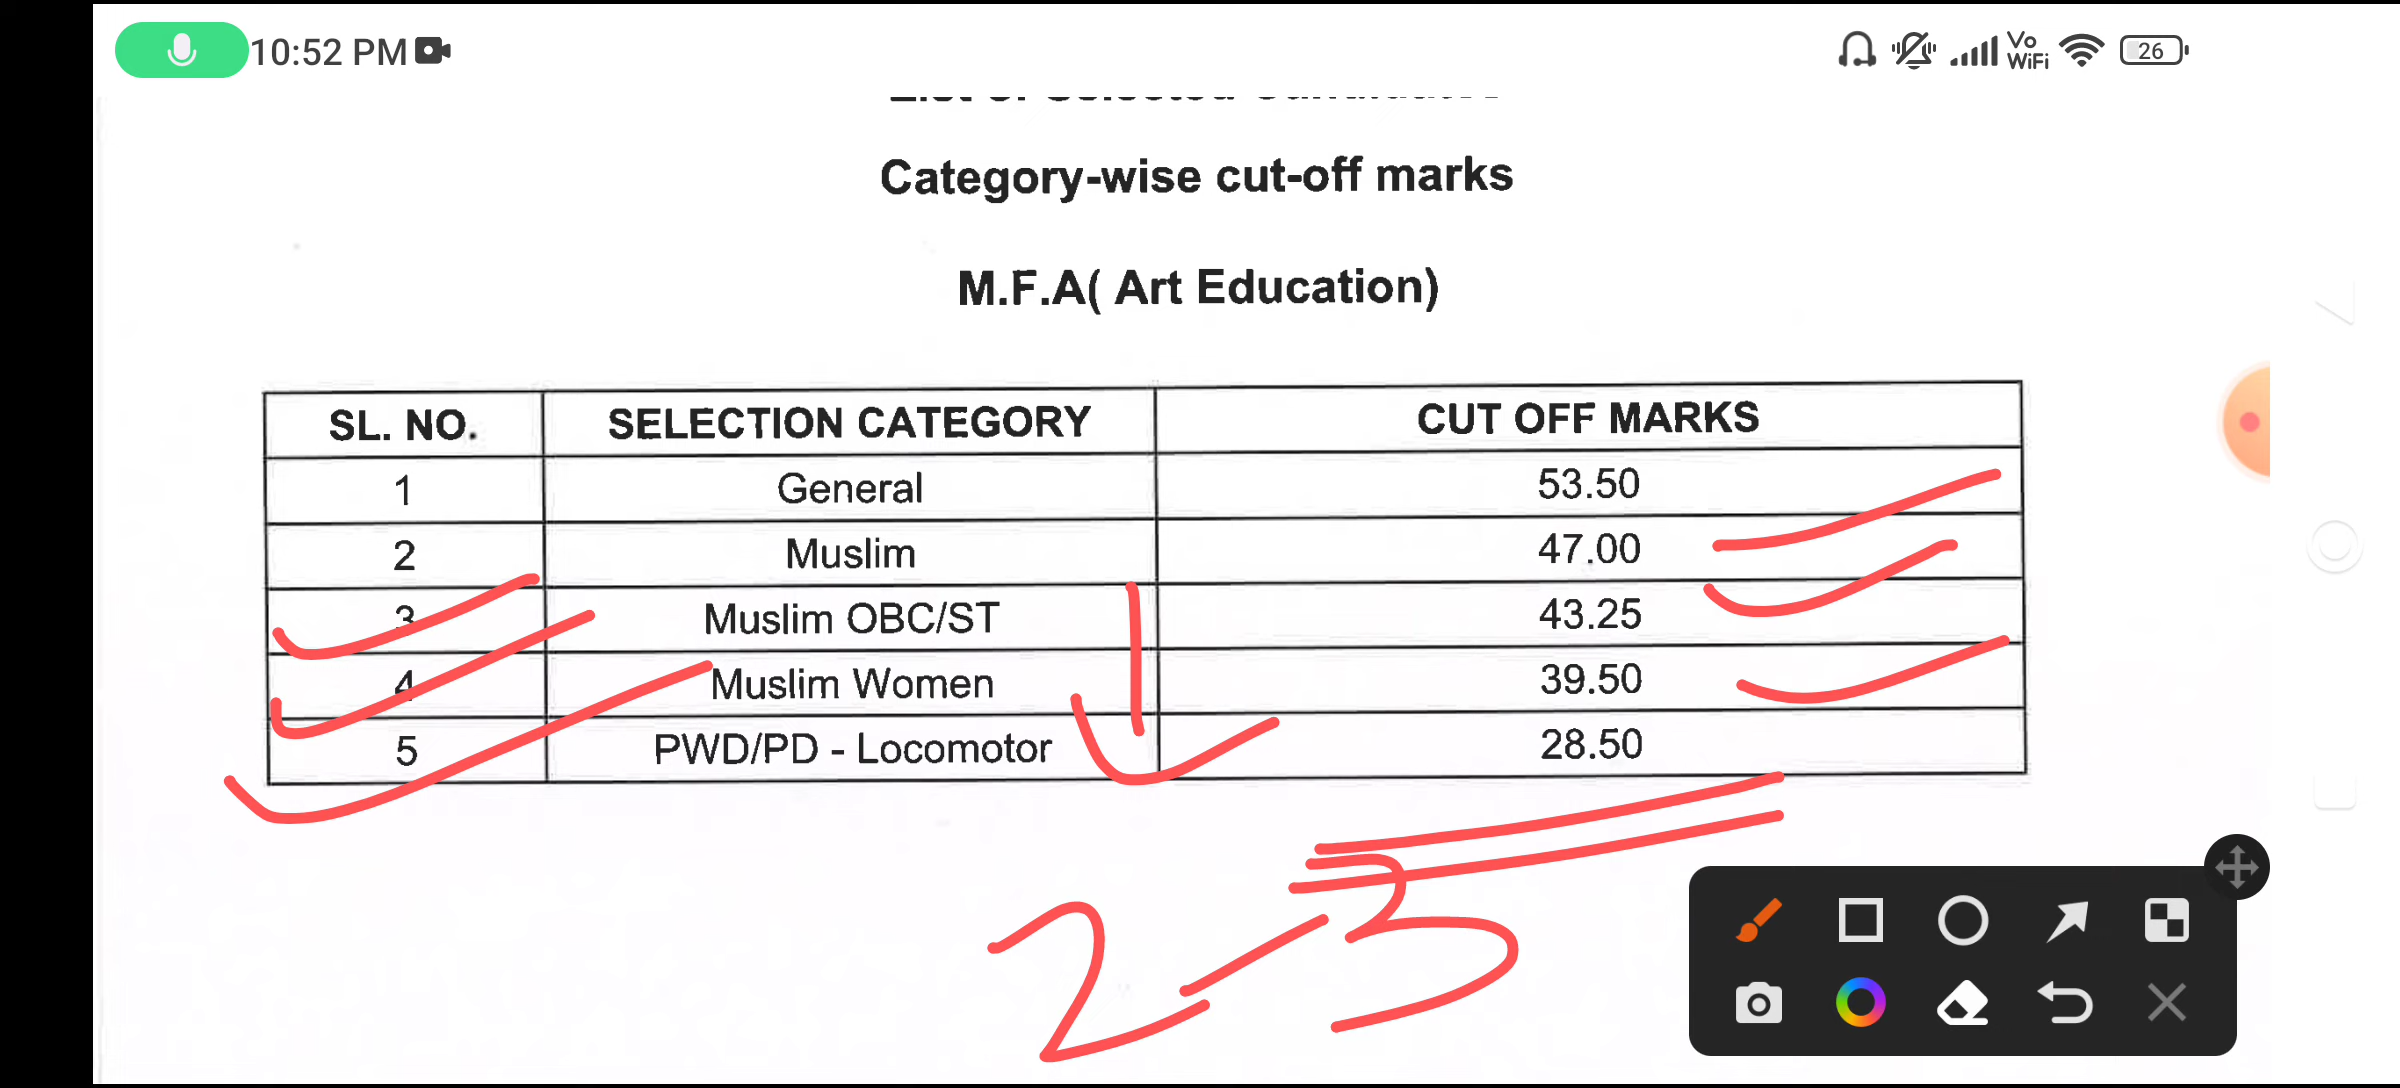 10:52 PM
Vo
WiFi
26
Category-wise cut-off marks
M.F.A( Art Education)
SL. NO. SELECTION CATEGORY CUT OFF MARKS
1 General 53.50
2 Muslim 47.00
3 Muslim OBC/ST 43.25
4 Muslim Women 39.50
5 PWD/PD - Locomotor 28.50
2-3